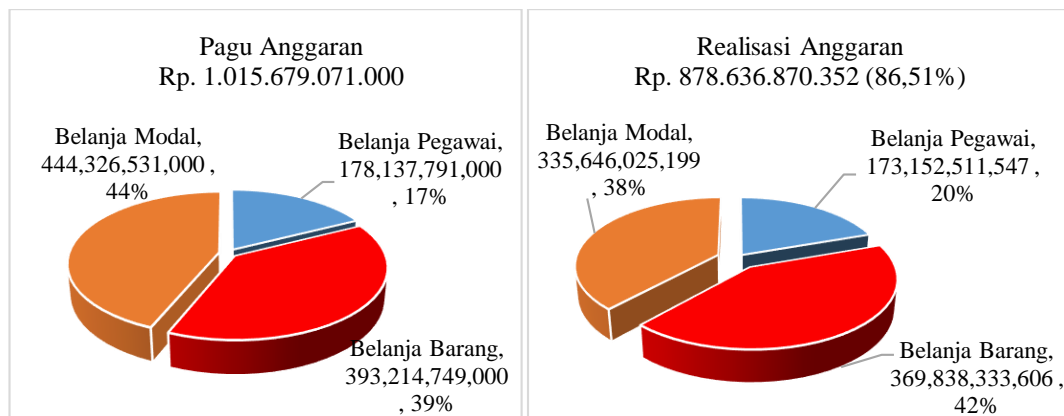 Pagu Anggaran
Rp. 1.015.679.071.000
Belanja Modal,
444,326,531,000 ,
44%
Belanja Pegawai,
178,137,791,000
, 17%
Belanja Barang,
393,214,749,000
, 39%
Realisasi Anggaran
Rp. 878.636.870.352 (86,51%)
Belanja Modal,
335,646,025,199
, 38%
Belanja Pegawai,
173,152,511,547 ,
20%
Belanja Barang,
369,838,333,606 ,
42%